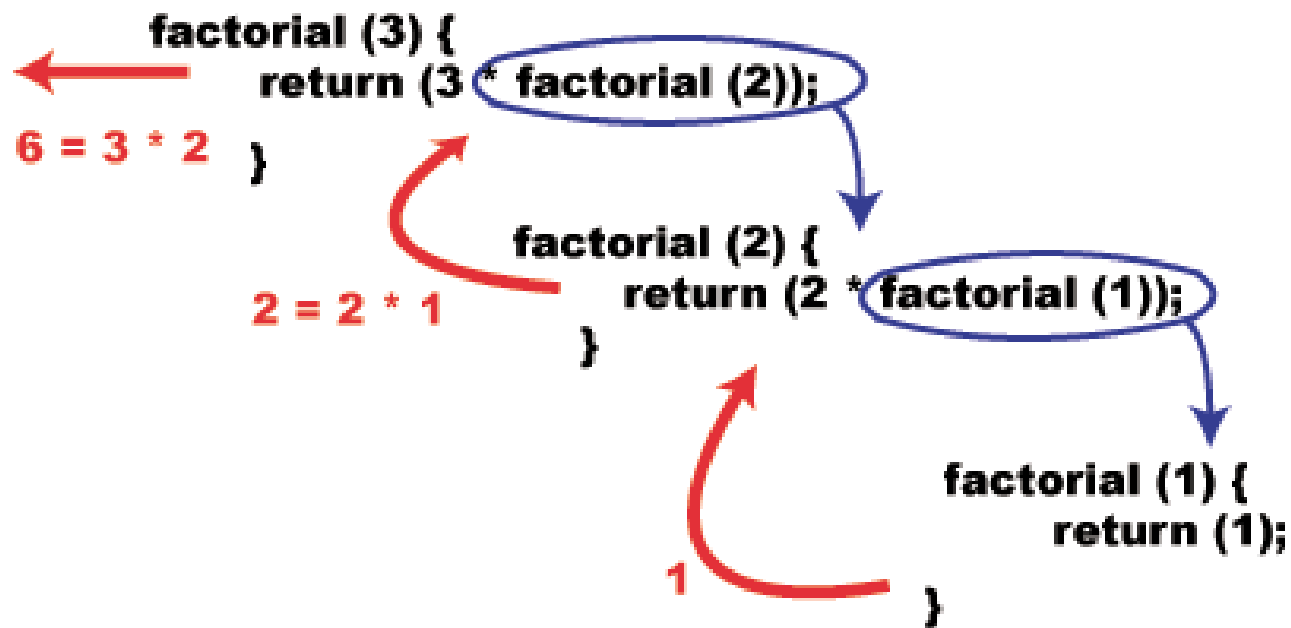 factorial (3) {
return (3 * factorial (2));
6 = 3 * 2 }
factorial (2) {
return (2 * factorial (1));
2 = 2 * 1
}
factorial (1) {
return (1);
1
}